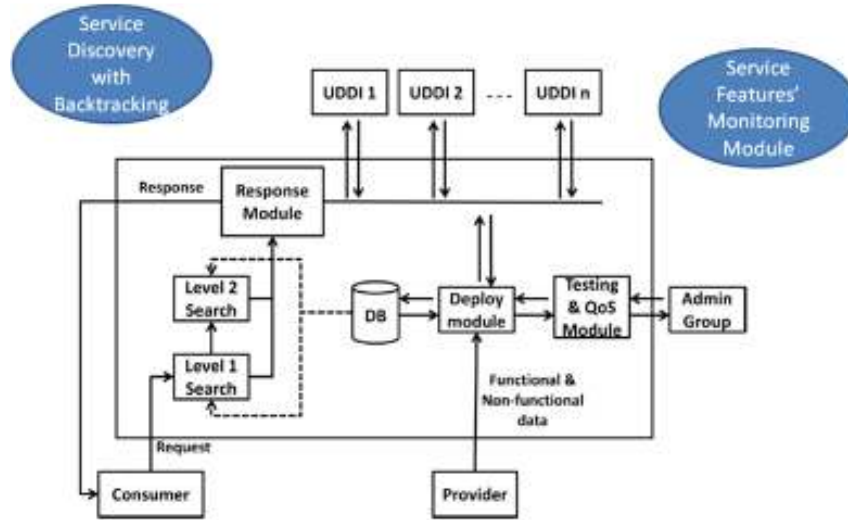 Service
Discovery
with
Backtracking
UDDI 1
UDDI 2
- - -
UDDI n
Service
Features'
Monitoring
Module
Response
Response
Module
Level 2
Search
DB
Deploy
module
Testing
& QoS
Module
Admin
Group
Level 1
Search
Functional &
Non-functional
data
Request
Consumer
Provider